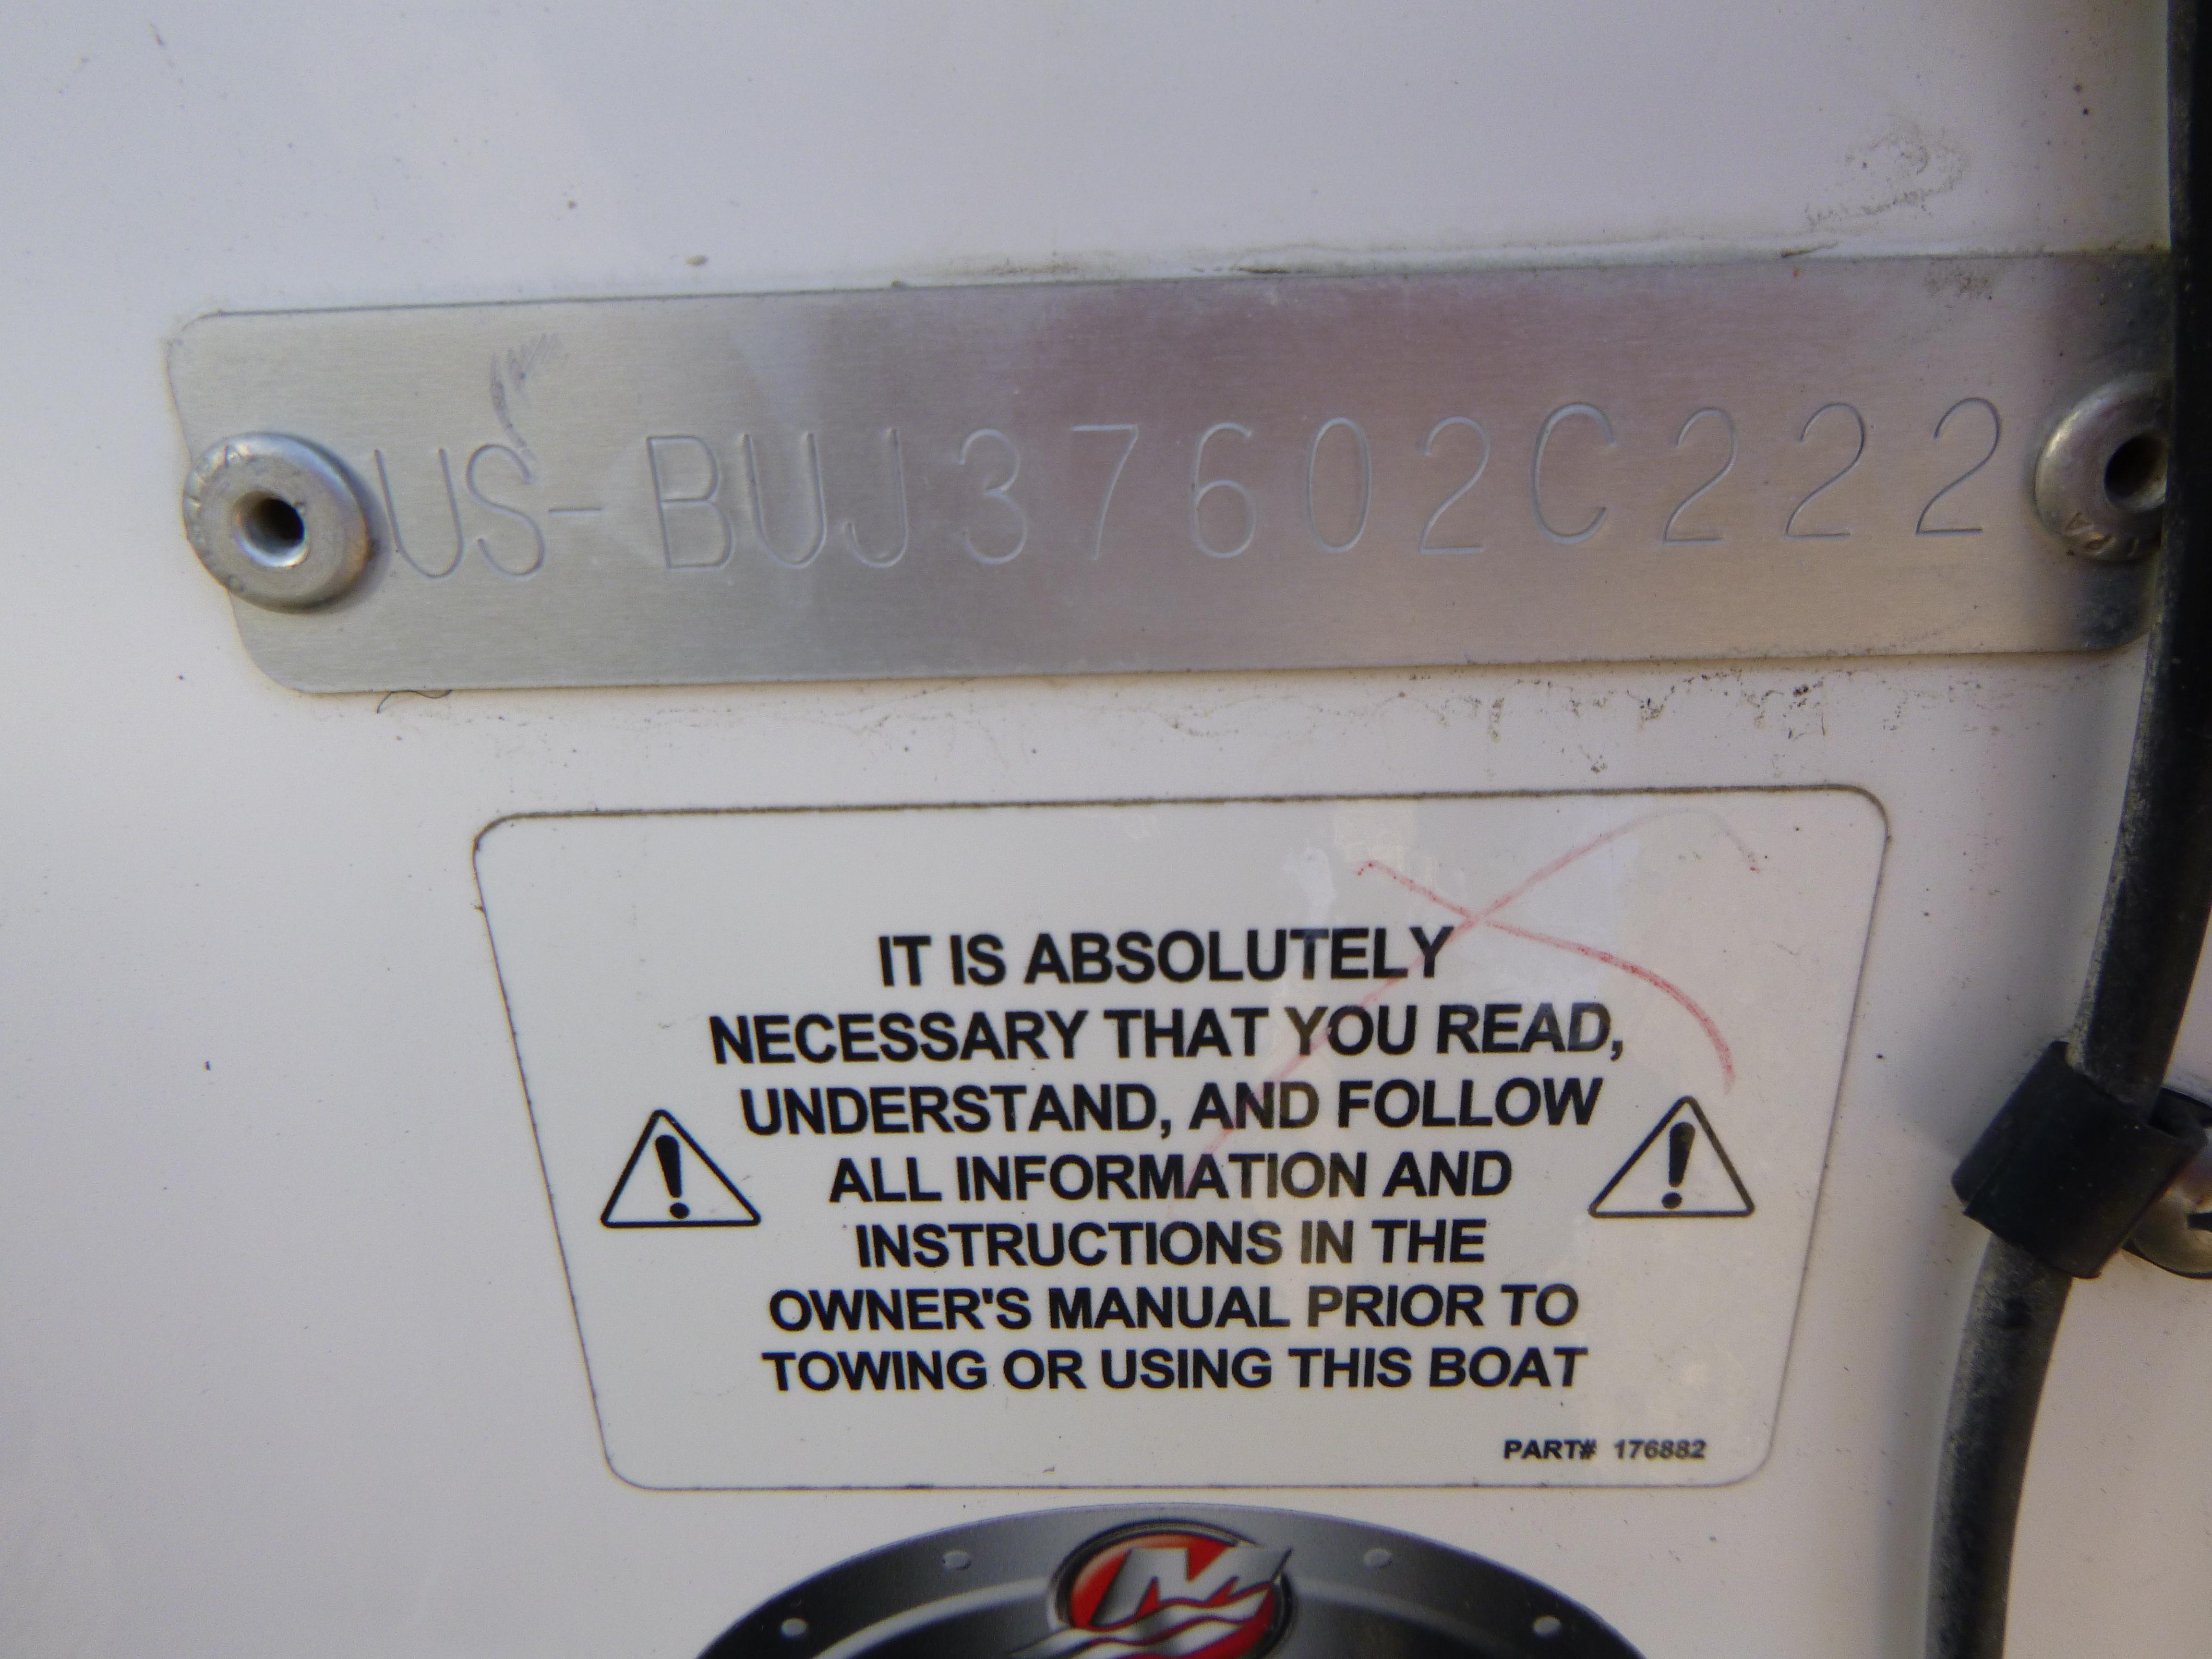 US-BUJ37602C222
IT IS ABSOLUTELY
NECESSARY THAT YOU READ,
UNDERSTAND, AND FOLLOW
ALL INFORMATION AND
INSTRUCTIONS IN THE
OWNER'S MANUAL PRIOR TO
TOWING OR USING THIS BOAT
PART# 176882
M